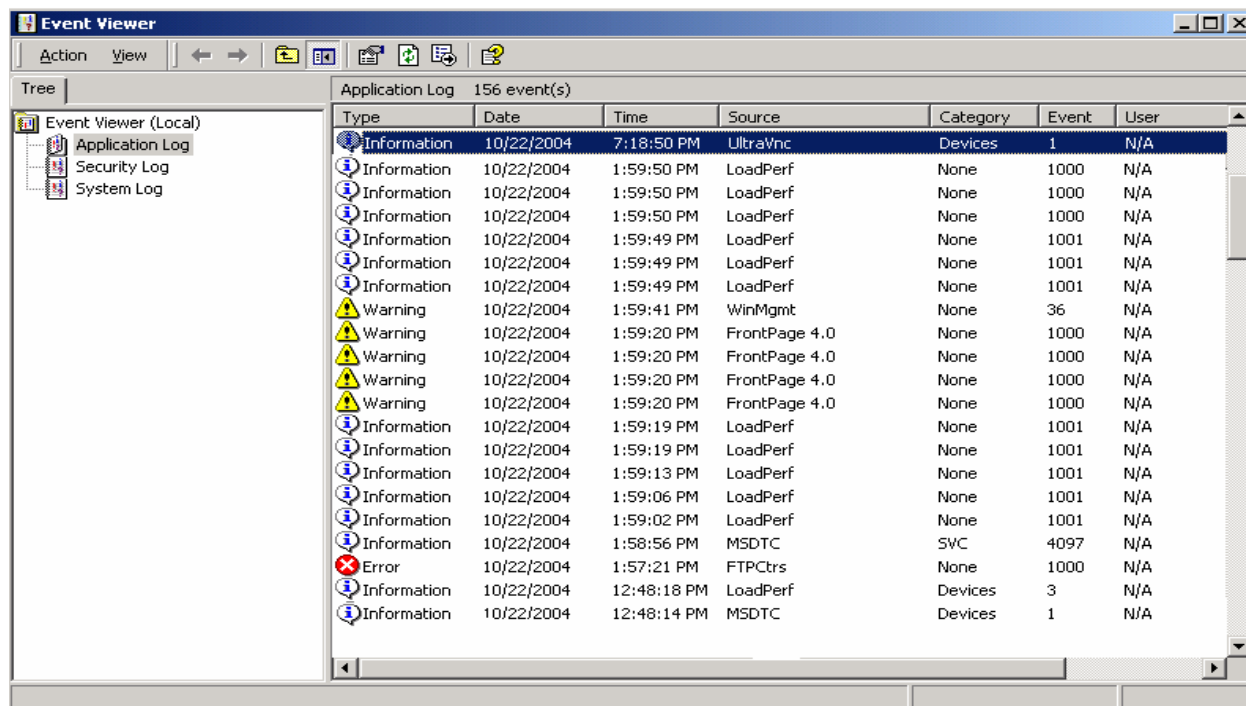 Event Viewer
Action View
Tree
Application Log 156 event(s)
Event Viewer (Local)
Application Log
Security Log
System Log
Type Date Time Source Category Event User
Information 10/22/2004 7:18:50 PM UltraVnc Devices 1 N/A
Information 10/22/2004 1:59:50 PM LoadPerf None 1000 N/A
Information 10/22/2004 1:59:50 PM LoadPerf None 1000 N/A
Information 10/22/2004 1:59:50 PM LoadPerf None 1000 N/A
Information 10/22/2004 1:59:49 PM LoadPerf None 1001 N/A
Information 10/22/2004 1:59:49 PM LoadPerf None 1001 N/A
Information 10/22/2004 1:59:49 PM LoadPerf None 1001 N/A
Warning 10/22/2004 1:59:41 PM WinMgmt None 36 N/A
Warning 10/22/2004 1:59:20 PM FrontPage 4.0 None 1000 N/A
Warning 10/22/2004 1:59:20 PM FrontPage 4.0 None 1000 N/A
Warning 10/22/2004 1:59:20 PM FrontPage 4.0 None 1000 N/A
Warning 10/22/2004 1:59:20 PM FrontPage 4.0 None 1000 N/A
Information 10/22/2004 1:59:19 PM LoadPerf None 1001 N/A
Information 10/22/2004 1:59:19 PM LoadPerf None 1001 N/A
Information 10/22/2004 1:59:13 PM LoadPerf None 1001 N/A
Information 10/22/2004 1:59:06 PM LoadPerf None 1001 N/A
Information 10/22/2004 1:59:02 PM LoadPerf None 1001 N/A
Information 10/22/2004 1:58:56 PM MSDTC SVC 4097 N/A
Error 10/22/2004 1:57:21 PM FTPCtrs None 1000 N/A
Information 10/22/2004 12:48:18 PM LoadPerf Devices 3 N/A
Information 10/22/2004 12:48:14 PM MSDTC Devices 1 N/A